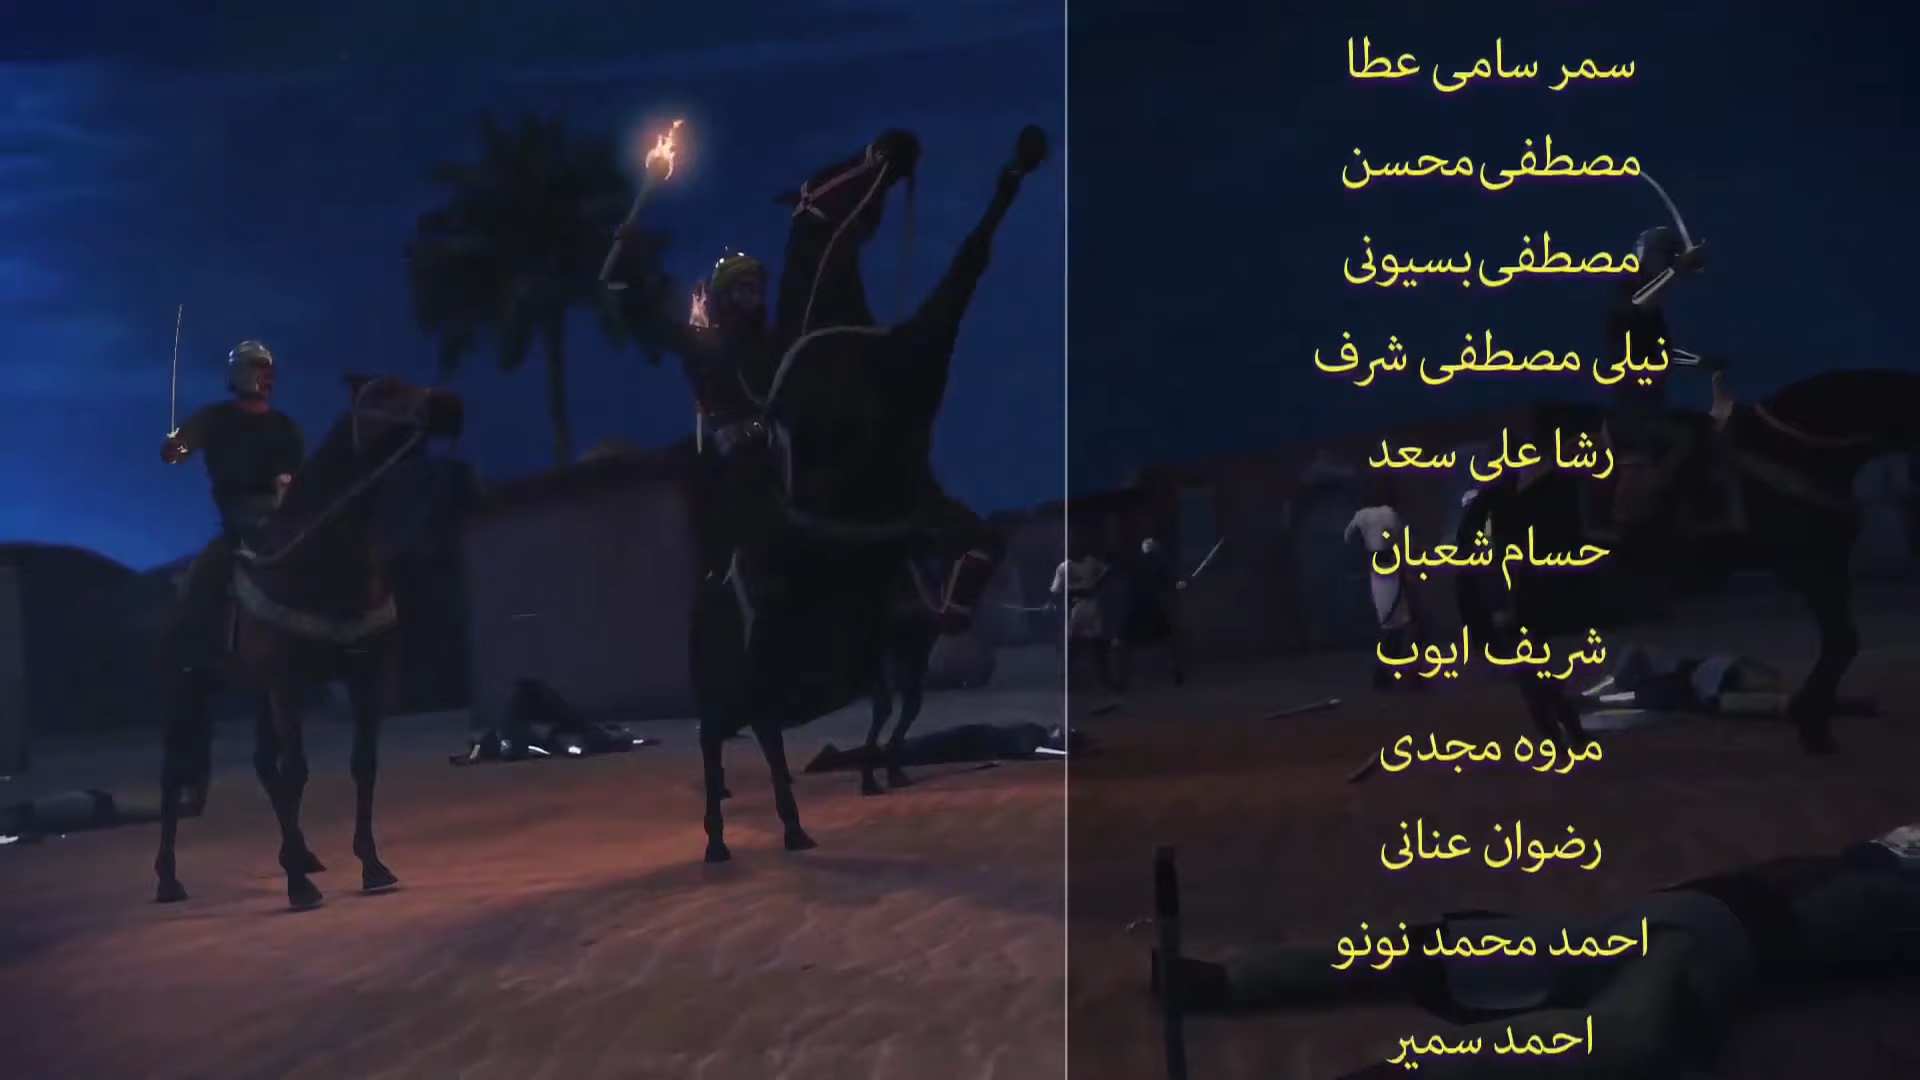 سمر سامى عطا
مصطفى محسن
مصطفى بسيونى
نيلى مصطفى شرف
رشا على سعد
حسام شعبان
شريف ايوب
مروه مجدى
رضوان عنانى
احمد محمد نونو
احمد سمير